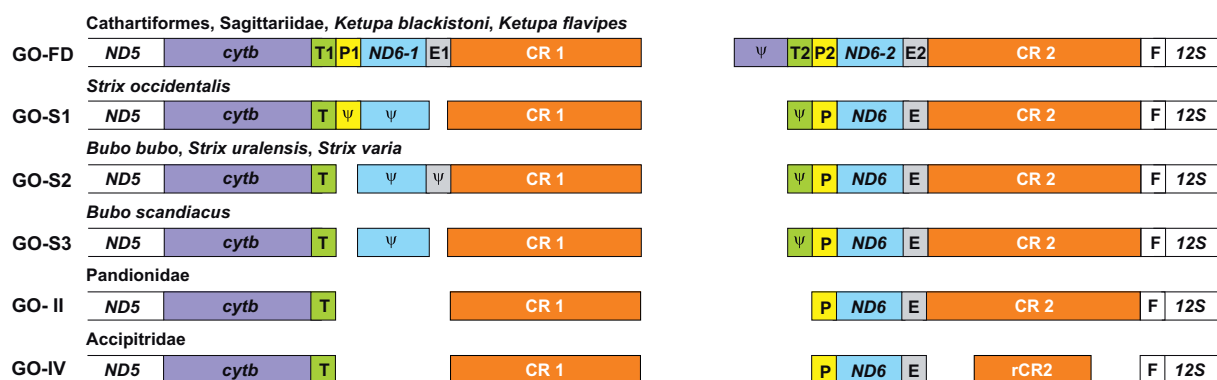 Cathartiformes, Sagittariidae, Ketupa blackistoni, Ketupa flavipes
GO-FD ND5 cytb T1 P1 ND6-1 E1 CR 1 ψ T2 P2 ND6-2 E2 CR 2 F 12S
Strix occidentalis
GO-S1 ND5 cytb T ψ ψ CR 1 ψ P ND6 E CR 2 F 12S
Bubo bubo, Strix uralensis, Strix varia
GO-S2 ND5 cytb T ψ ψ CR 1 ψ P ND6 E CR 2 F 12S
Bubo scandiacus
GO-S3 ND5 cytb T ψ CR 1 ψ P ND6 E CR 2 F 12S
Pandionidae
GO- II ND5 cytb T CR 1 P ND6 E CR 2 F 12S
Accipitridae
GO-IV ND5 cytb T CR 1 P ND6 E rCR2 F 12S